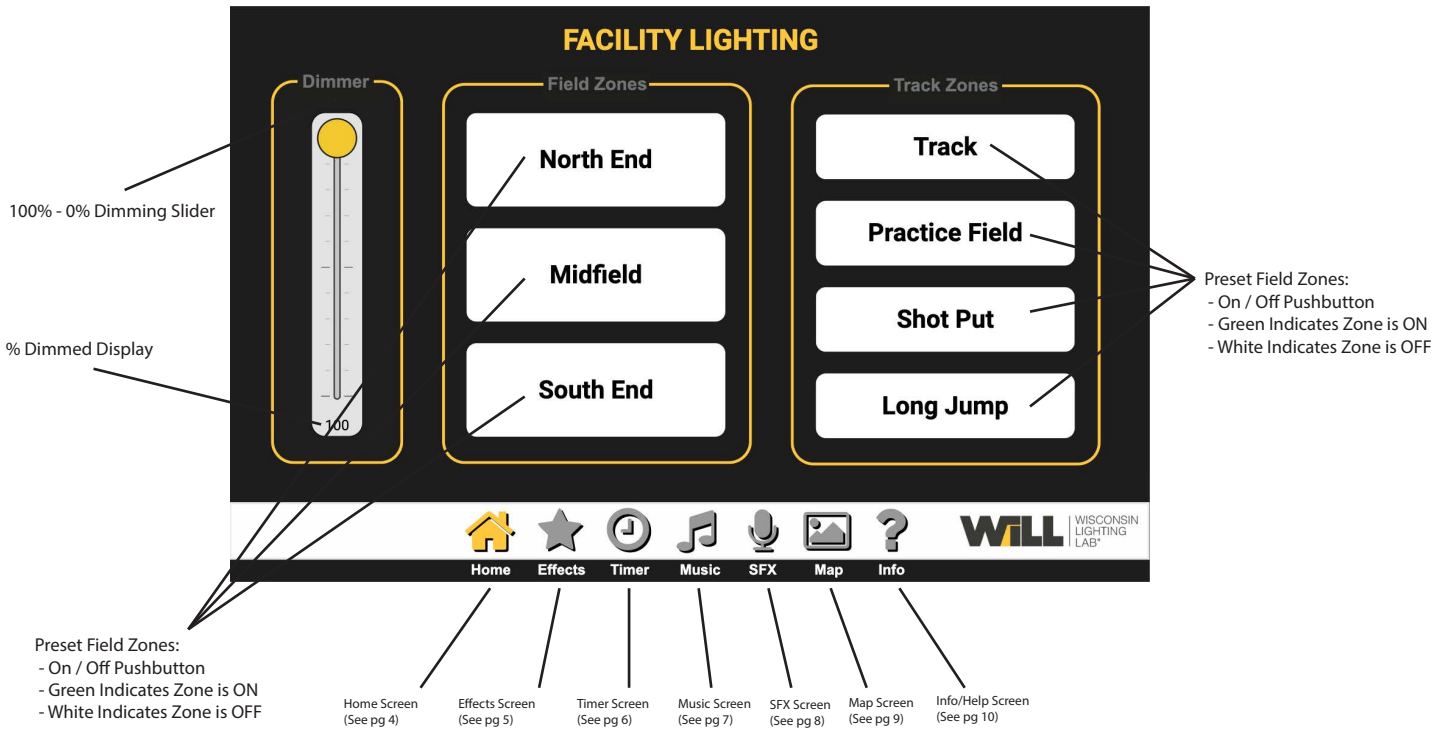 FACILITY LIGHTING
Dimmer
100
Field Zones
North End
Midfield
South End
Track Zones
Track
Practice Field
Shot Put
Long Jump
100% - 0% Dimming Slider
% Dimmed Display
Preset Field Zones:
- On / Off Pushbutton
- Green Indicates Zone is ON
- White Indicates Zone is OFF
Home
Effects
Timer
Music
SFX
Map
Info
WiLL
WISCONSIN
LIGHTING
LAB®
Preset Field Zones:
- On / Off Pushbutton
- Green Indicates Zone is ON
- White Indicates Zone is OFF
Home Screen
(See pg 4)
Effects Screen
(See pg 5)
Timer Screen
(See pg 6)
Music Screen
(See pg 7)
SFX Screen
(See pg 8)
Map Screen
(See pg 9)
Info/Help Screen
(See pg 10)